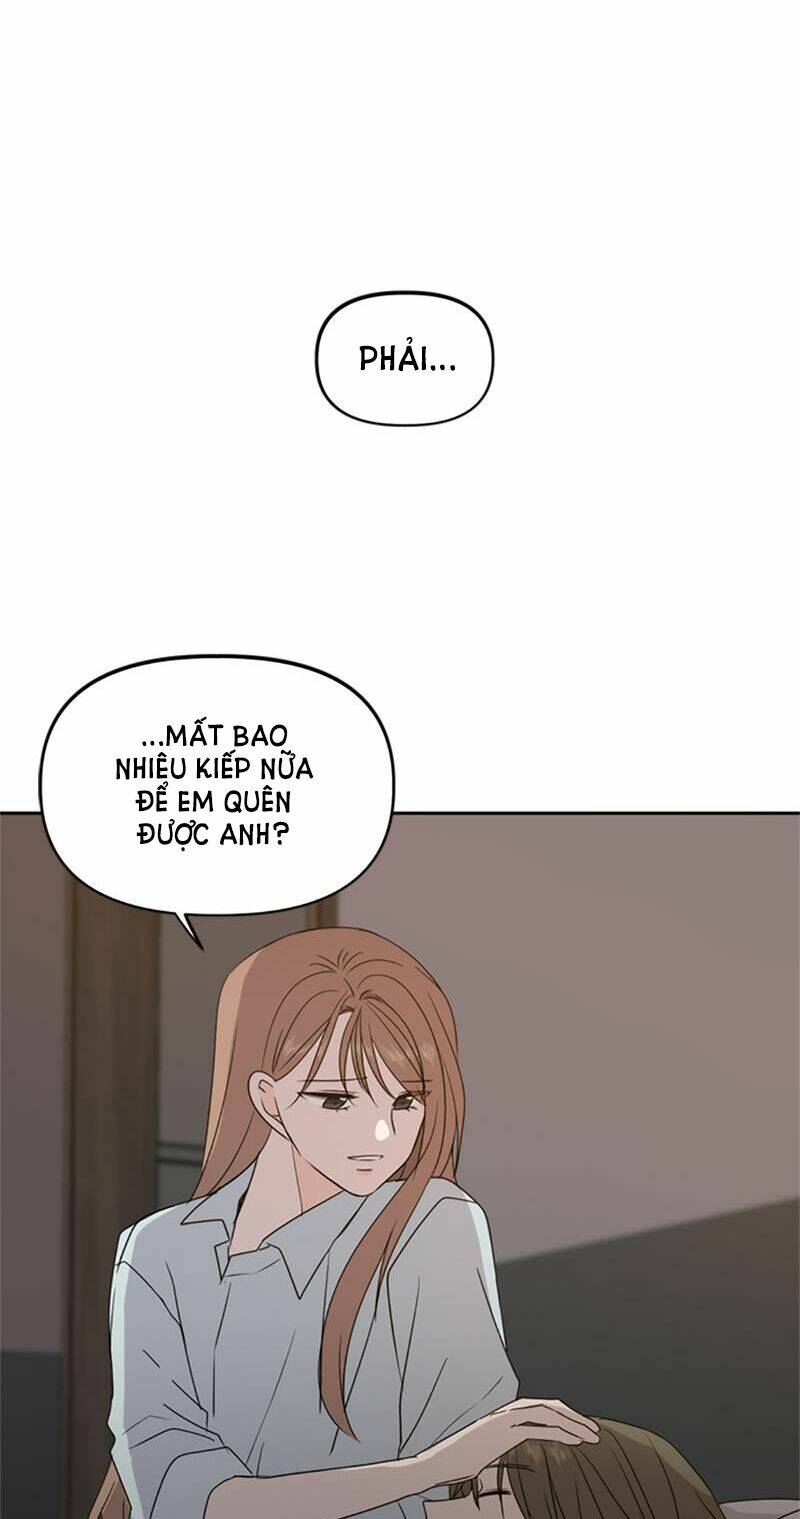 PHẢI...
...MẤT BAO
NHIÊU KIẾP NỮA
ĐỂ EM QUÊN
ĐƯỢC ANH?